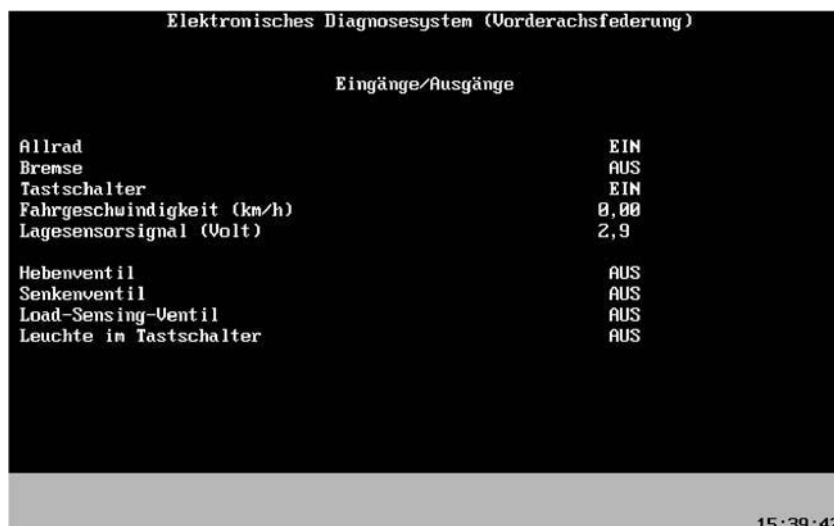 Elektronisches Diagnosesystem (Vorderachsfederung)
Eingänge/Ausgänge
Allrad EIN
Bremse AUS
Tastschalter EIN
Fahrgeschwindigkeit (km/h) 0,00
Lagesensorsignal (Volt) 2,9
Hebenventil AUS
Senkenventil AUS
Load-Sensing-Ventil AUS
Leuchte im Tastschalter AUS